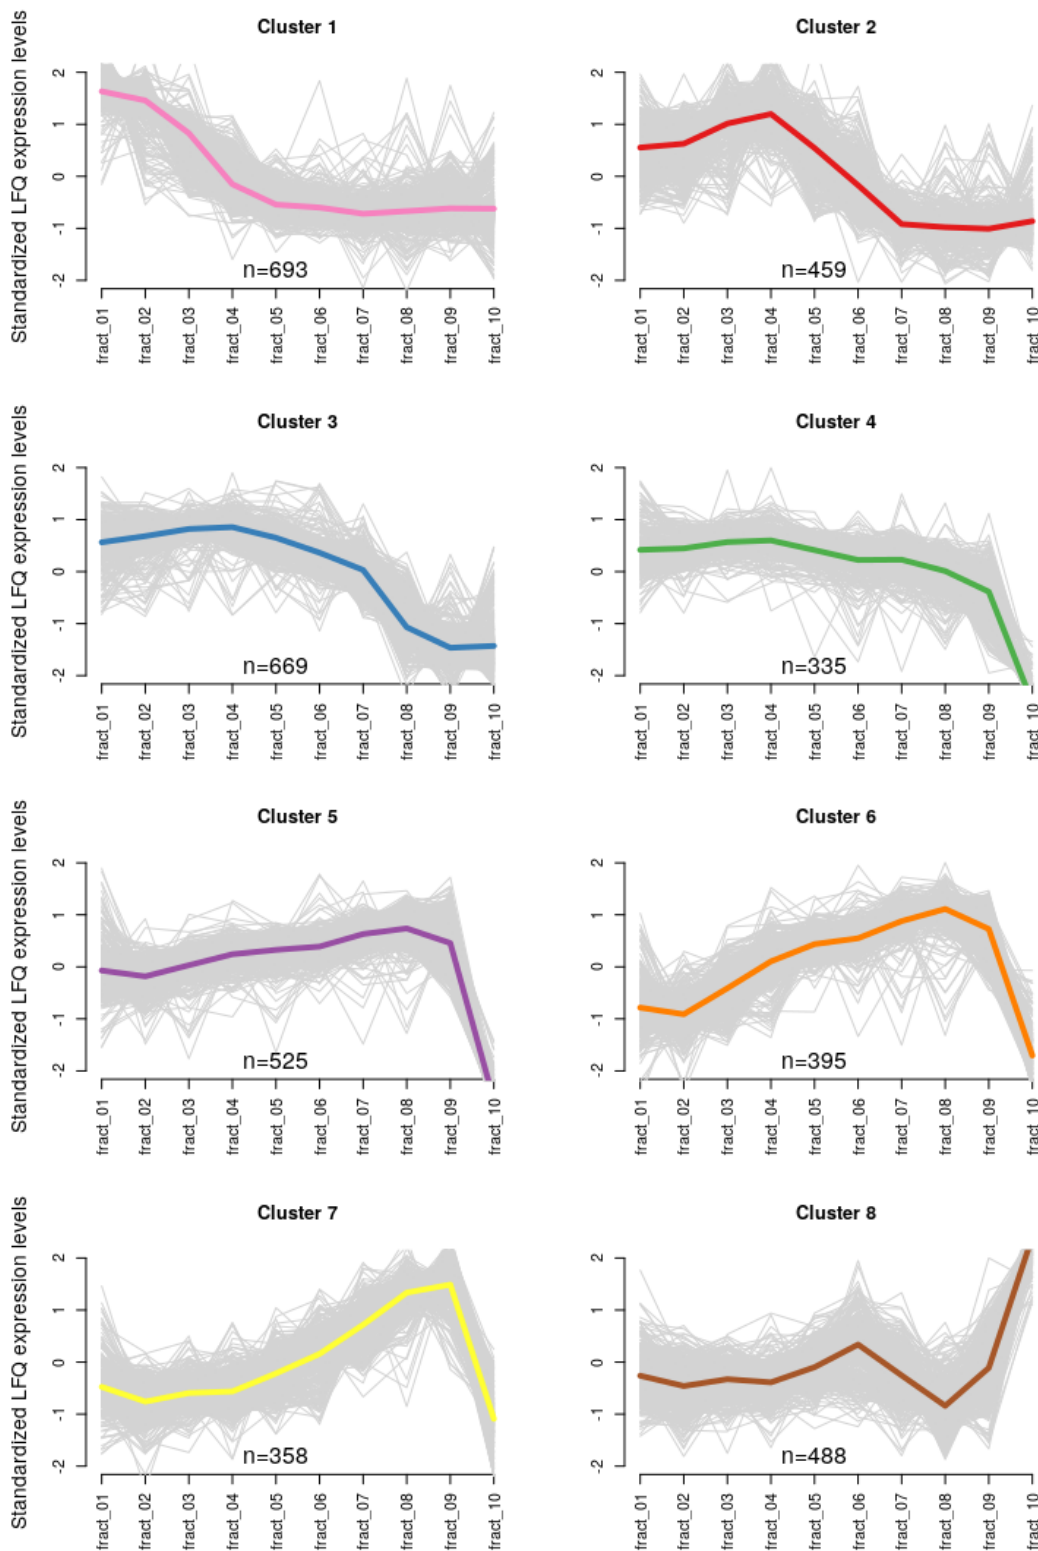 Cluster 1
Standardized LFQ expression levels
2
1
0
-1
-2
n=693
fract_01
fract_02
fract_03
fract_04
fract_05
fract_06
fract_07
fract_08
fract_09
fract_10
Cluster 2
2
1
0
-1
-2
n=459
fract_01
fract_02
fract_03
fract_04
fract_05
fract_06
fract_07
fract_08
fract_09
fract_10
Cluster 3
Standardized LFQ expression levels
2
1
0
-1
-2
n=669
fract_01
fract_02
fract_03
fract_04
fract_05
fract_06
fract_07
fract_08
fract_09
fract_10
Cluster 4
2
1
0
-1
-2
n=335
fract_01
fract_02
fract_03
fract_04
fract_05
fract_06
fract_07
fract_08
fract_09
fract_10
Cluster 5
Standardized LFQ expression levels
2
1
0
-1
-2
n=525
fract_01
fract_02
fract_03
fract_04
fract_05
fract_06
fract_07
fract_08
fract_09
fract_10
Cluster 6
2
1
0
-1
-2
n=395
fract_01
fract_02
fract_03
fract_04
fract_05
fract_06
fract_07
fract_08
fract_09
fract_10
Cluster 7
Standardized LFQ expression levels
2
1
0
-1
-2
n=358
fract_01
fract_02
fract_03
fract_04
fract_05
fract_06
fract_07
fract_08
fract_09
fract_10
Cluster 8
2
1
0
-1
-2
n=488
fract_01
fract_02
fract_03
fract_04
fract_05
fract_06
fract_07
fract_08
fract_09
fract_10